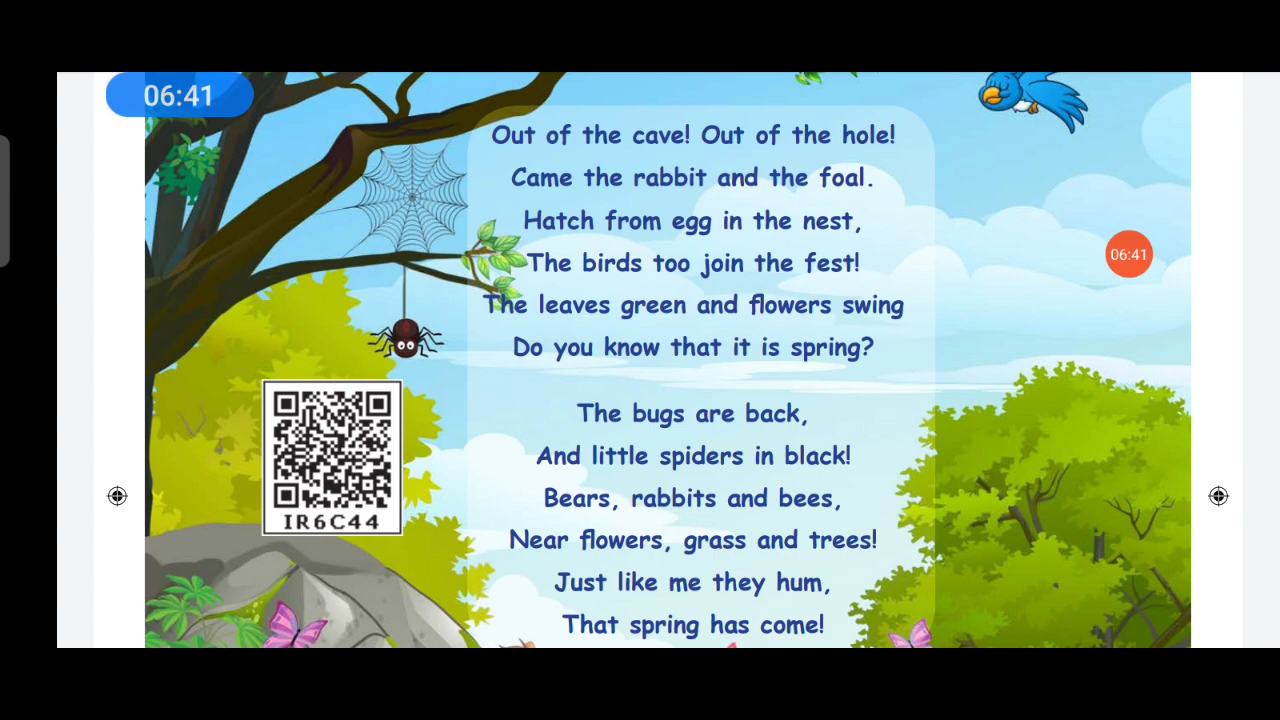 06:41
Out of the cave! Out of the hole!
Came the rabbit and the foal.
Hatch from egg in the nest,
The birds too join the fest!
06:41
The leaves green and flowers swing
Do you know that it is spring?
The bugs are back,
And little spiders in black!
Bears, rabbits and bees,
Near flowers, grass and trees!
Just like me they hum,
That spring has come!
IR6C44